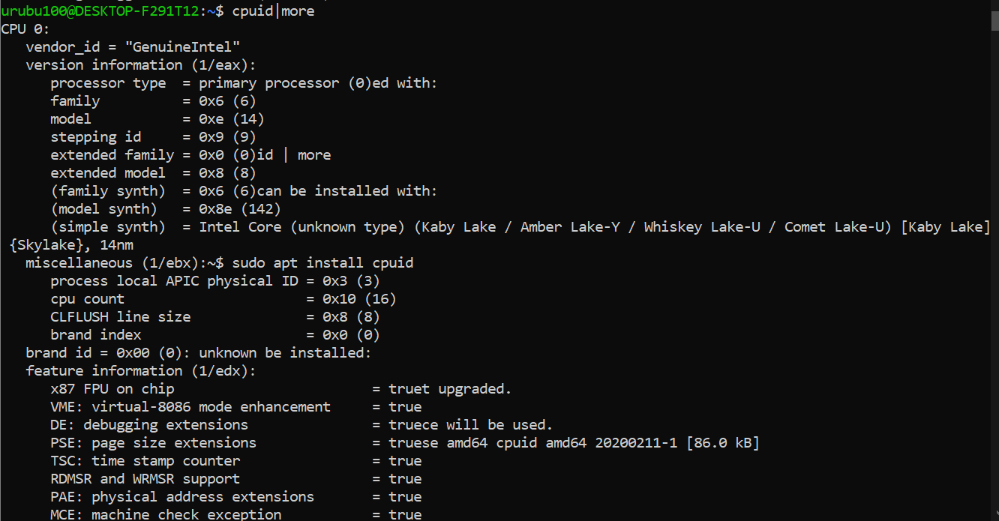 urubu100@DESKTOP-F291T12:~$ cpuid|more
CPU 0:
   vendor_id = "GenuineIntel"
   version information (1/eax):
      processor type  = primary processor (0)ed with:
      family          = 0x6 (6)
      model           = 0xe (14)
      stepping id     = 0x9 (9)
      extended family = 0x0 (0)id | more
      extended model  = 0x8 (8)
      (family synth)  = 0x6 (6)can be installed with:
      (model synth)   = 0x8e (142)
      (simple synth)  = Intel Core (unknown type) (Kaby Lake / Amber Lake-Y / Whiskey Lake-U / Comet Lake-U) [Kaby Lake]
 {Skylake}, 14nm
   miscellaneous (1/ebx):~$ sudo apt install cpuid
      process local APIC physical ID = 0x3 (3)
      cpu count                      = 0x10 (16)
      CLFLUSH line size              = 0x8 (8)
      brand index                    = 0x0 (0)
   brand id = 0x00 (0): unknown be installed:
   feature information (1/edx):
      x87 FPU on chip                        = truet upgraded.
      VME: virtual-8086 mode enhancement     = true
      DE: debugging extensions               = truece will be used.
      PSE: page size extensions              = truese amd64 cpuid amd64 20200211-1 [86.0 kB]
      TSC: time stamp counter                = true
      RDMSR and WRMSR support                = true
      PAE: physical address extensions       = true
      MCE: machine check exception           = true